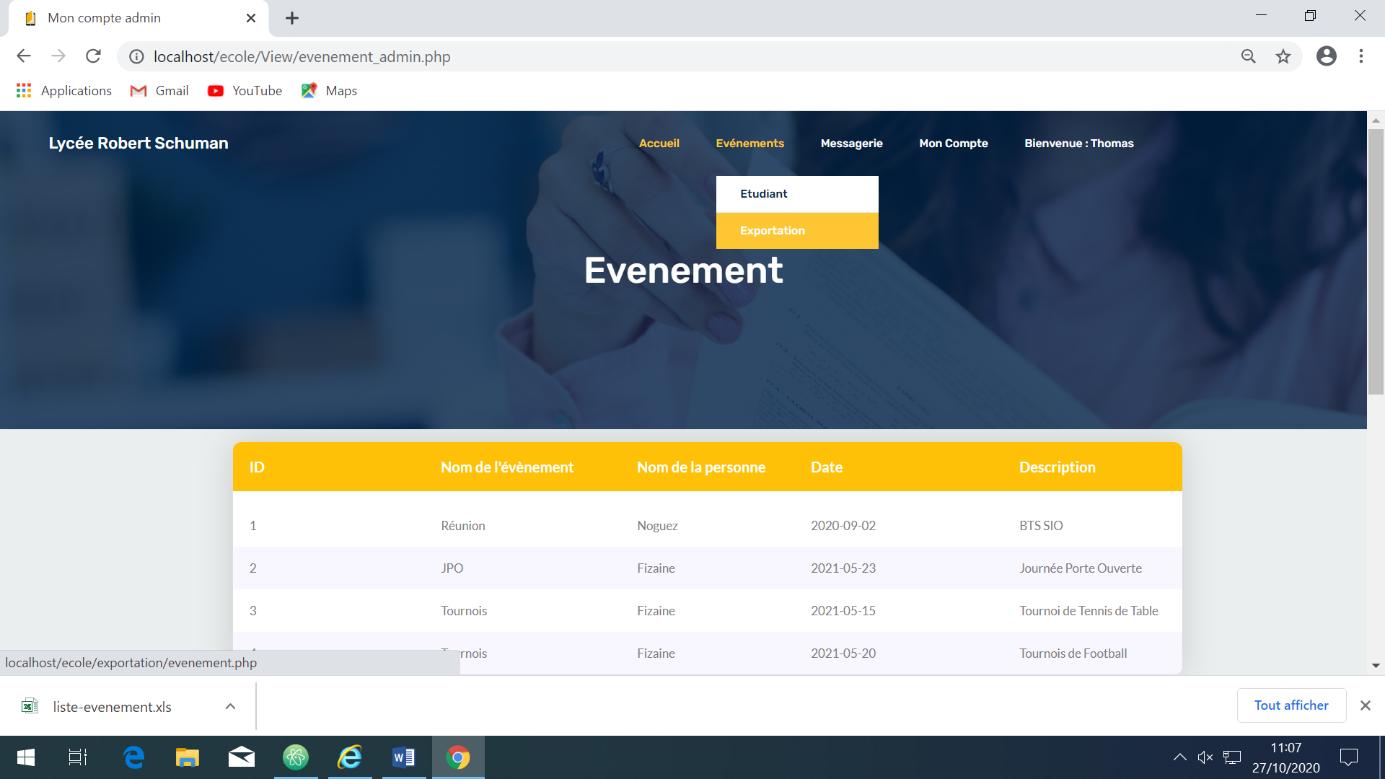 Mon compte admin
localhost/ecole/View/evenement_admin.php
Applications Gmail YouTube Maps
Lycée Robert Schuman Accueil Evénements Messagerie Mon Compte Bienvenue : Thomas
Etudiant
Exportation
Evenement
ID Nom de l'évènement Nom de la personne Date Description
1 Réunion Noguez 2020-09-02 BTS SIO
2 JPO Fizaine 2021-05-23 Journée Porte Ouverte
3 Tournois Fizaine 2021-05-15 Tournoi de Tennis de Table
4 Tournois Fizaine 2021-05-20 Tournois de Football
localhost/ecole/exportation/evenement.php
liste-evenement.xls Tout afficher
11:07
27/10/2020